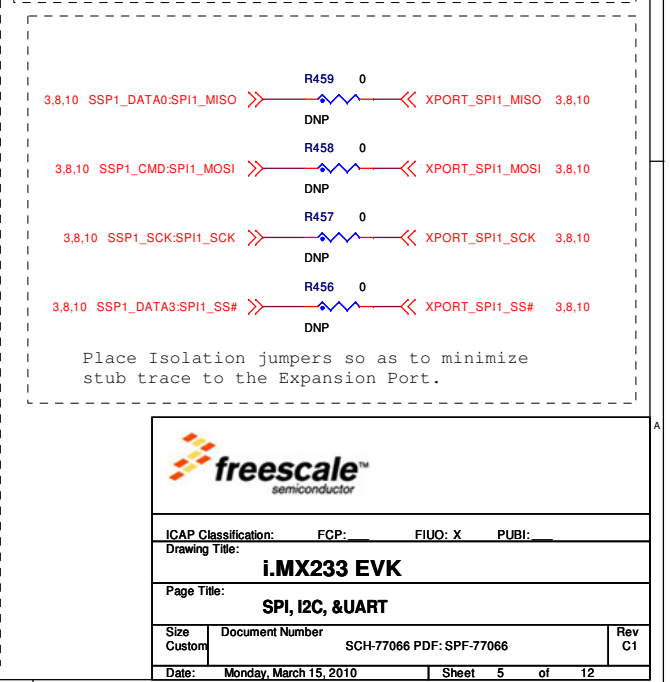 R459 0
3,8,10 SSP1_DATA0:SPI1_MISO XPORT_SPI1_MISO 3,8,10
DNP
R458 0
3,8,10 SSP1_CMD:SPI1_MOSI XPORT_SPI1_MOSI 3,8,10
DNP
R457 0
3,8,10 SSP1_SCK:SPI1_SCK XPORT_SPI1_SCK 3,8,10
DNP
R456 0
3,8,10 SSP1_DATA3:SPI1_SS# XPORT_SPI1_SS# 3,8,10
DNP
Place Isolation jumpers so as to minimize
stub trace to the Expansion Port.
A
freescale™
semiconductor
ICAP Classification: FCP:___ FIUO: X PUBI:___
Drawing Title:
i.MX233 EVK
Page Title:
SPI, I2C, &UART
Size Document Number Rev
Custom SCH-77066 PDF: SPF-77066 C1
Date: Monday, March 15, 2010 Sheet 5 of 12